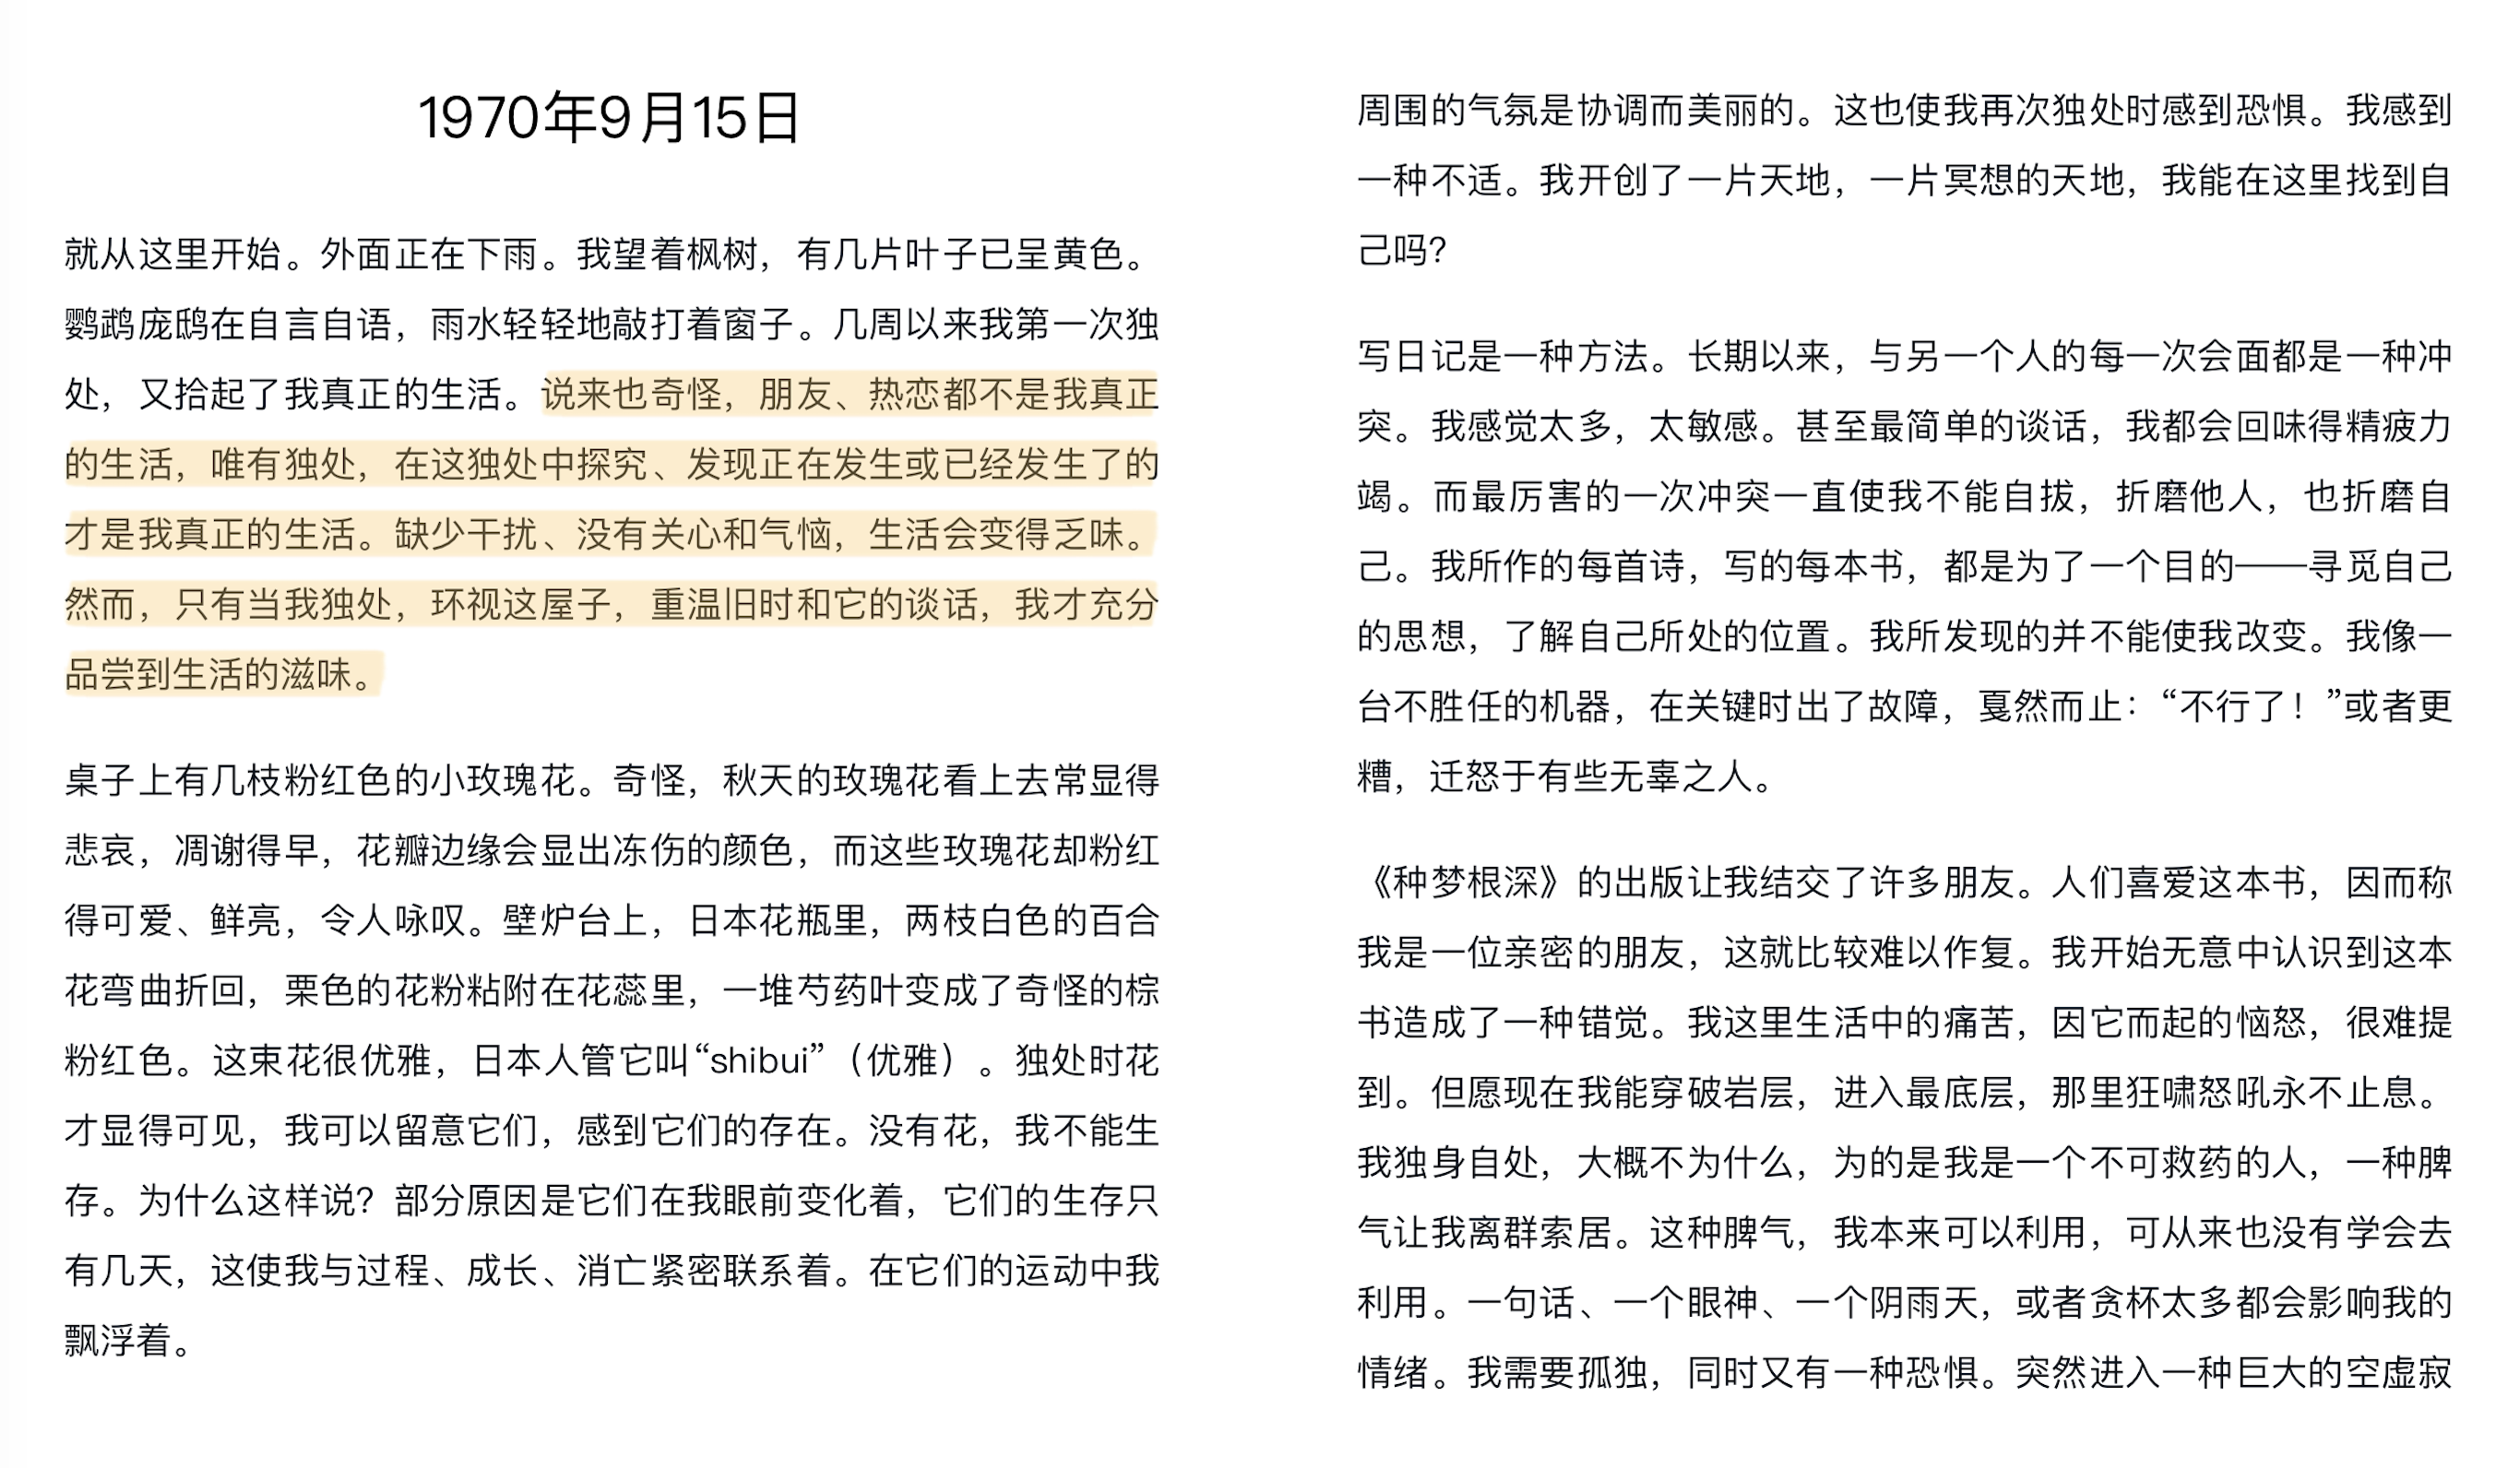 1970年9月15日
就从这里开始。外面正在下雨。我望着枫树，有几片叶子已呈黄色。
鹦鹉庞鸱在自言自语，雨水轻轻地敲打着窗子。几周以来我第一次独
处，又拾起了我真正的生活。说来也奇怪，朋友、热恋都不是我真正
的生活，唯有独处，在这独处中探究、发现正在发生或已经发生了的
才是我真正的生活。缺少干扰、没有关心和气恼，生活会变得乏味。
然而，只有当我独处，环视这屋子，重温旧时和它的谈话，我才充分
品尝到生活的滋味。
桌子上有几枝粉红色的小玫瑰花。奇怪，秋天的玫瑰花看上去常显得
悲哀，凋谢得早，花瓣边缘会显出冻伤的颜色，而这些玫瑰花却粉红
得可爱、鲜亮，令人咏叹。壁炉台上，日本花瓶里，两枝白色的百合
花弯曲折回，栗色的花粉粘附在花蕊里，一堆芍药叶变成了奇怪的棕
粉红色。这束花很优雅，日本人管它叫“shibui”（优雅）。独处时花
才显得可见，我可以留意它们，感到它们的存在。没有花，我不能生
存。为什么这样说？部分原因是它们在我眼前变化着，它们的生存只
有几天，这使我与过程、成长、消亡紧密联系着。在它们的运动中我
飘浮着。
周围的气氛是协调而美丽的。这也使我再次独处时感到恐惧。我感到
一种不适。我开创了一片天地，一片冥想的天地，我能在这里找到自
己吗？
写日记是一种方法。长期以来，与另一个人的每一次会面都是一种冲
突。我感觉太多，太敏感。甚至最简单的谈话，我都会回味得精疲力
竭。而最厉害的一次冲突一直使我不能自拔，折磨他人，也折磨自
己。我所作的每首诗，写的每本书，都是为了一个目的——寻觅自己
的思想，了解自己所处的位置。我所发现的并不能使我改变。我像一
台不胜任的机器，在关键时出了故障，戛然而止：“不行了！”或者更
糟，迁怒于有些无辜之人。
《种梦根深》的出版让我结交了许多朋友。人们喜爱这本书，因而称
我是一位亲密的朋友，这就比较难以作复。我开始无意中认识到这本
书造成了一种错觉。我这里生活中的痛苦，因它而起的恼怒，很难提
到。但愿现在我能穿破岩层，进入最底层，那里狂啸怒吼永不止息。
我独身自处，大概不为什么，为的是我是一个不可救药的人，一种脾
气让我离群索居。这种脾气，我本来可以利用，可从来也没有学会去
利用。一句话、一个眼神、一个阴雨天，或者贪杯太多都会影响我的
情绪。我需要孤独，同时又有一种恐惧。突然进入一种巨大的空虚寂